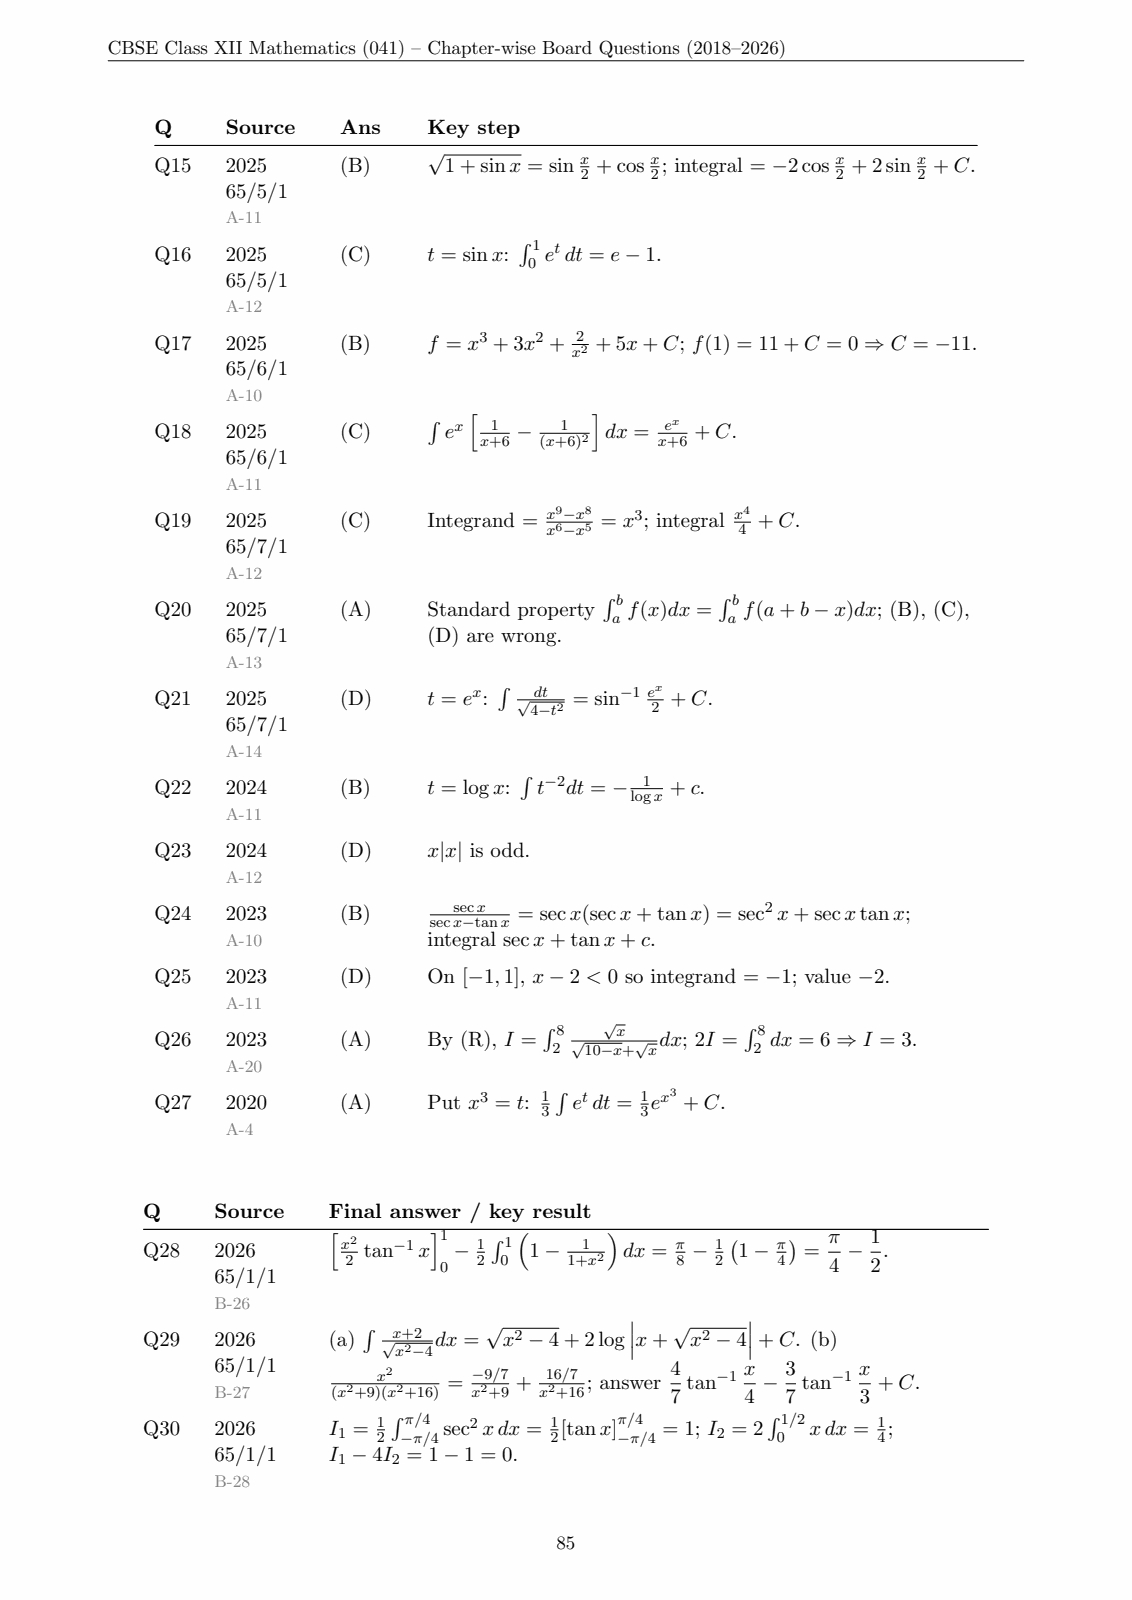 CBSE Class XII Mathematics (041) – Chapter-wise Board Questions (2018–2026)
Q Source Ans Key step
Q15 2025 (B) √(1 + sin x) = sin x/2 + cos x/2; integral = −2 cos x/2 + 2 sin x/2 + C.
65/5/1
A-11
Q16 2025 (C) t = sin x: ∫₀¹ eᵗ dt = e − 1.
65/5/1
A-12
Q17 2025 (B) f = x³ + 3x² + 2/x² + 5x + C; f(1) = 11 + C = 0 ⇒ C = −11.
65/6/1
A-10
Q18 2025 (C) ∫ eˣ [1/(x+6) − 1/(x+6)²] dx = eˣ/(x+6) + C.
65/6/1
A-11
Q19 2025 (C) Integrand = (x⁹−x⁸)/(x⁶−x⁵) = x³; integral x⁴/4 + C.
65/7/1
A-12
Q20 2025 (A) Standard property ∫ₐᵇ f(x)dx = ∫ₐᵇ f(a + b − x)dx; (B), (C),
65/7/1 (D) are wrong.
A-13
Q21 2025 (D) t = eˣ: ∫ dt/√(4−t²) = sin⁻¹ eˣ/2 + C.
65/7/1
A-14
Q22 2024 (B) t = log x: ∫ t⁻²dt = −1/log x + c.
A-11
Q23 2024 (D) x|x| is odd.
A-12
Q24 2023 (B) sec x/(sec x−tan x) = sec x(sec x + tan x) = sec² x + sec x tan x;
A-10 integral sec x + tan x + c.
Q25 2023 (D) On [−1, 1], x − 2 < 0 so integrand = −1; value −2.
A-11
Q26 2023 (A) By (R), I = ∫₂⁸ √x/(√(10−x)+√x) dx; 2I = ∫₂⁸ dx = 6 ⇒ I = 3.
A-20
Q27 2020 (A) Put x³ = t: 1/3 ∫ eᵗ dt = 1/3 e^(x³) + C.
A-4
Q Source Final answer / key result
Q28 2026 [x²/2 tan⁻¹ x]₀¹ − 1/2 ∫₀¹ (1 − 1/(1+x²)) dx = π/8 − 1/2 (1 − π/4) = π/4 − 1/2.
65/1/1
B-26
Q29 2026 (a) ∫ (x+2)/√(x²−4) dx = √(x² − 4) + 2 log |x + √(x² − 4)| + C. (b)
65/1/1 x²/((x²+9)(x²+16)) = (−9/7)/(x²+9) + (16/7)/(x²+16); answer 4/7 tan⁻¹ x/4 − 3/7 tan⁻¹ x/3 + C.
B-27
Q30 2026 I₁ = 1/2 ∫_{−π/4}^{π/4} sec² x dx = 1/2 [tan x]_{−π/4}^{π/4} = 1; I₂ = 2 ∫₀^{1/2} x dx = 1/4;
65/1/1 I₁ − 4I₂ = 1 − 1 = 0.
B-28
85